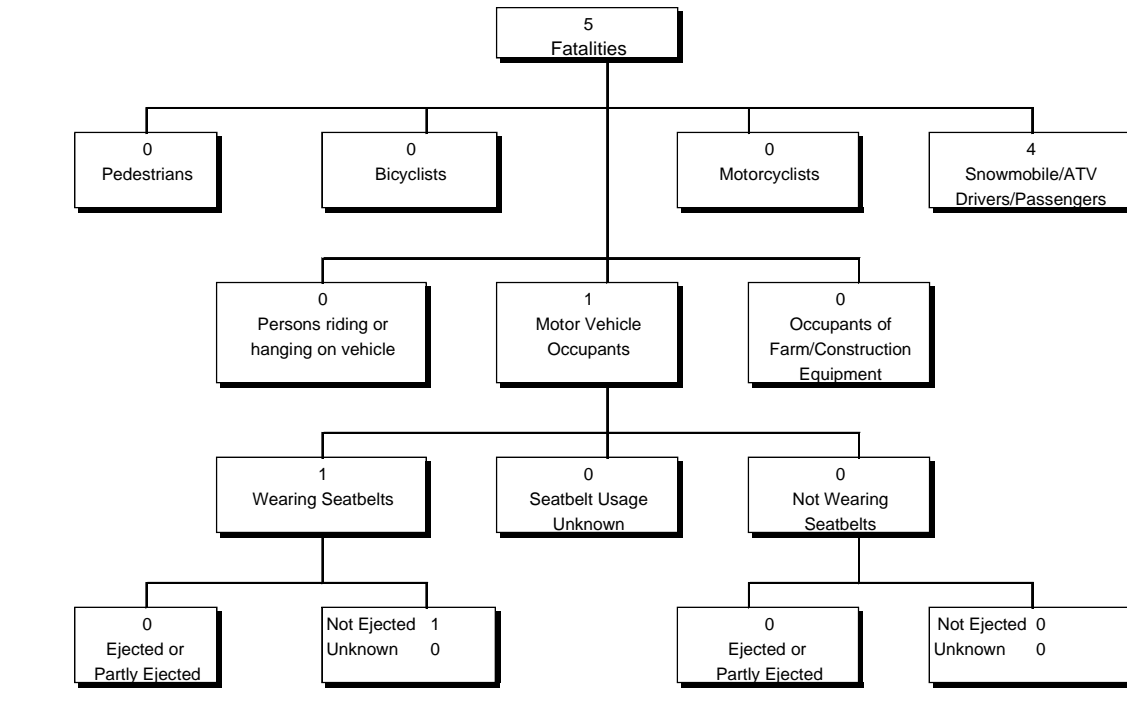 5
Fatalities
0
Pedestrians
0
Bicyclists
0
Motorcyclists
4
Snowmobile/ATV
Drivers/Passengers
0
Persons riding or
hanging on vehicle
1
Motor Vehicle
Occupants
0
Occupants of
Farm/Construction
Equipment
1
Wearing Seatbelts
0
Seatbelt Usage
Unknown
0
Not Wearing
Seatbelts
0
Ejected or
Partly Ejected
Not Ejected 1
Unknown 0
0
Ejected or
Partly Ejected
Not Ejected 0
Unknown 0